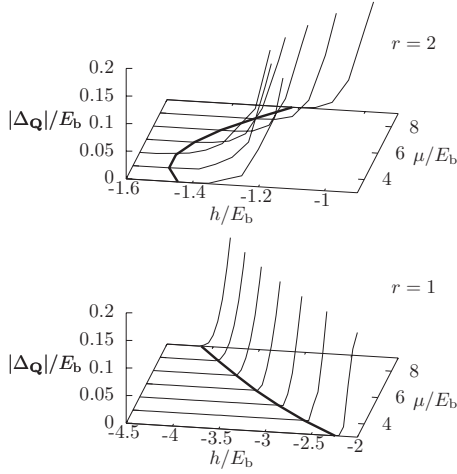 r = 2
0.2
0.15
|Δ_Q|/E_b 0.1
0.05
0
-1.6 -1.4 -1.2 -1
h/E_b
8
6 μ/E_b
4
r = 1
0.2
0.15
|Δ_Q|/E_b 0.1
0.05
0
-4.5 -4 -3.5 -3 -2.5 -2
h/E_b
8
6 μ/E_b
4